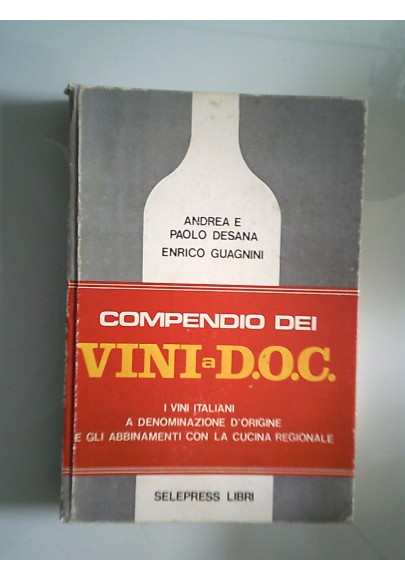 ANDREA E
PAOLO DESANA
ENRICO GUAGNINI
COMPENDIO DEI
VINI a D.O.C.
I VINI ITALIANI
A DENOMINAZIONE D'ORIGINE
E GLI ABBINAMENTI CON LA CUCINA REGIONALE
SELEPRESS LIBRI